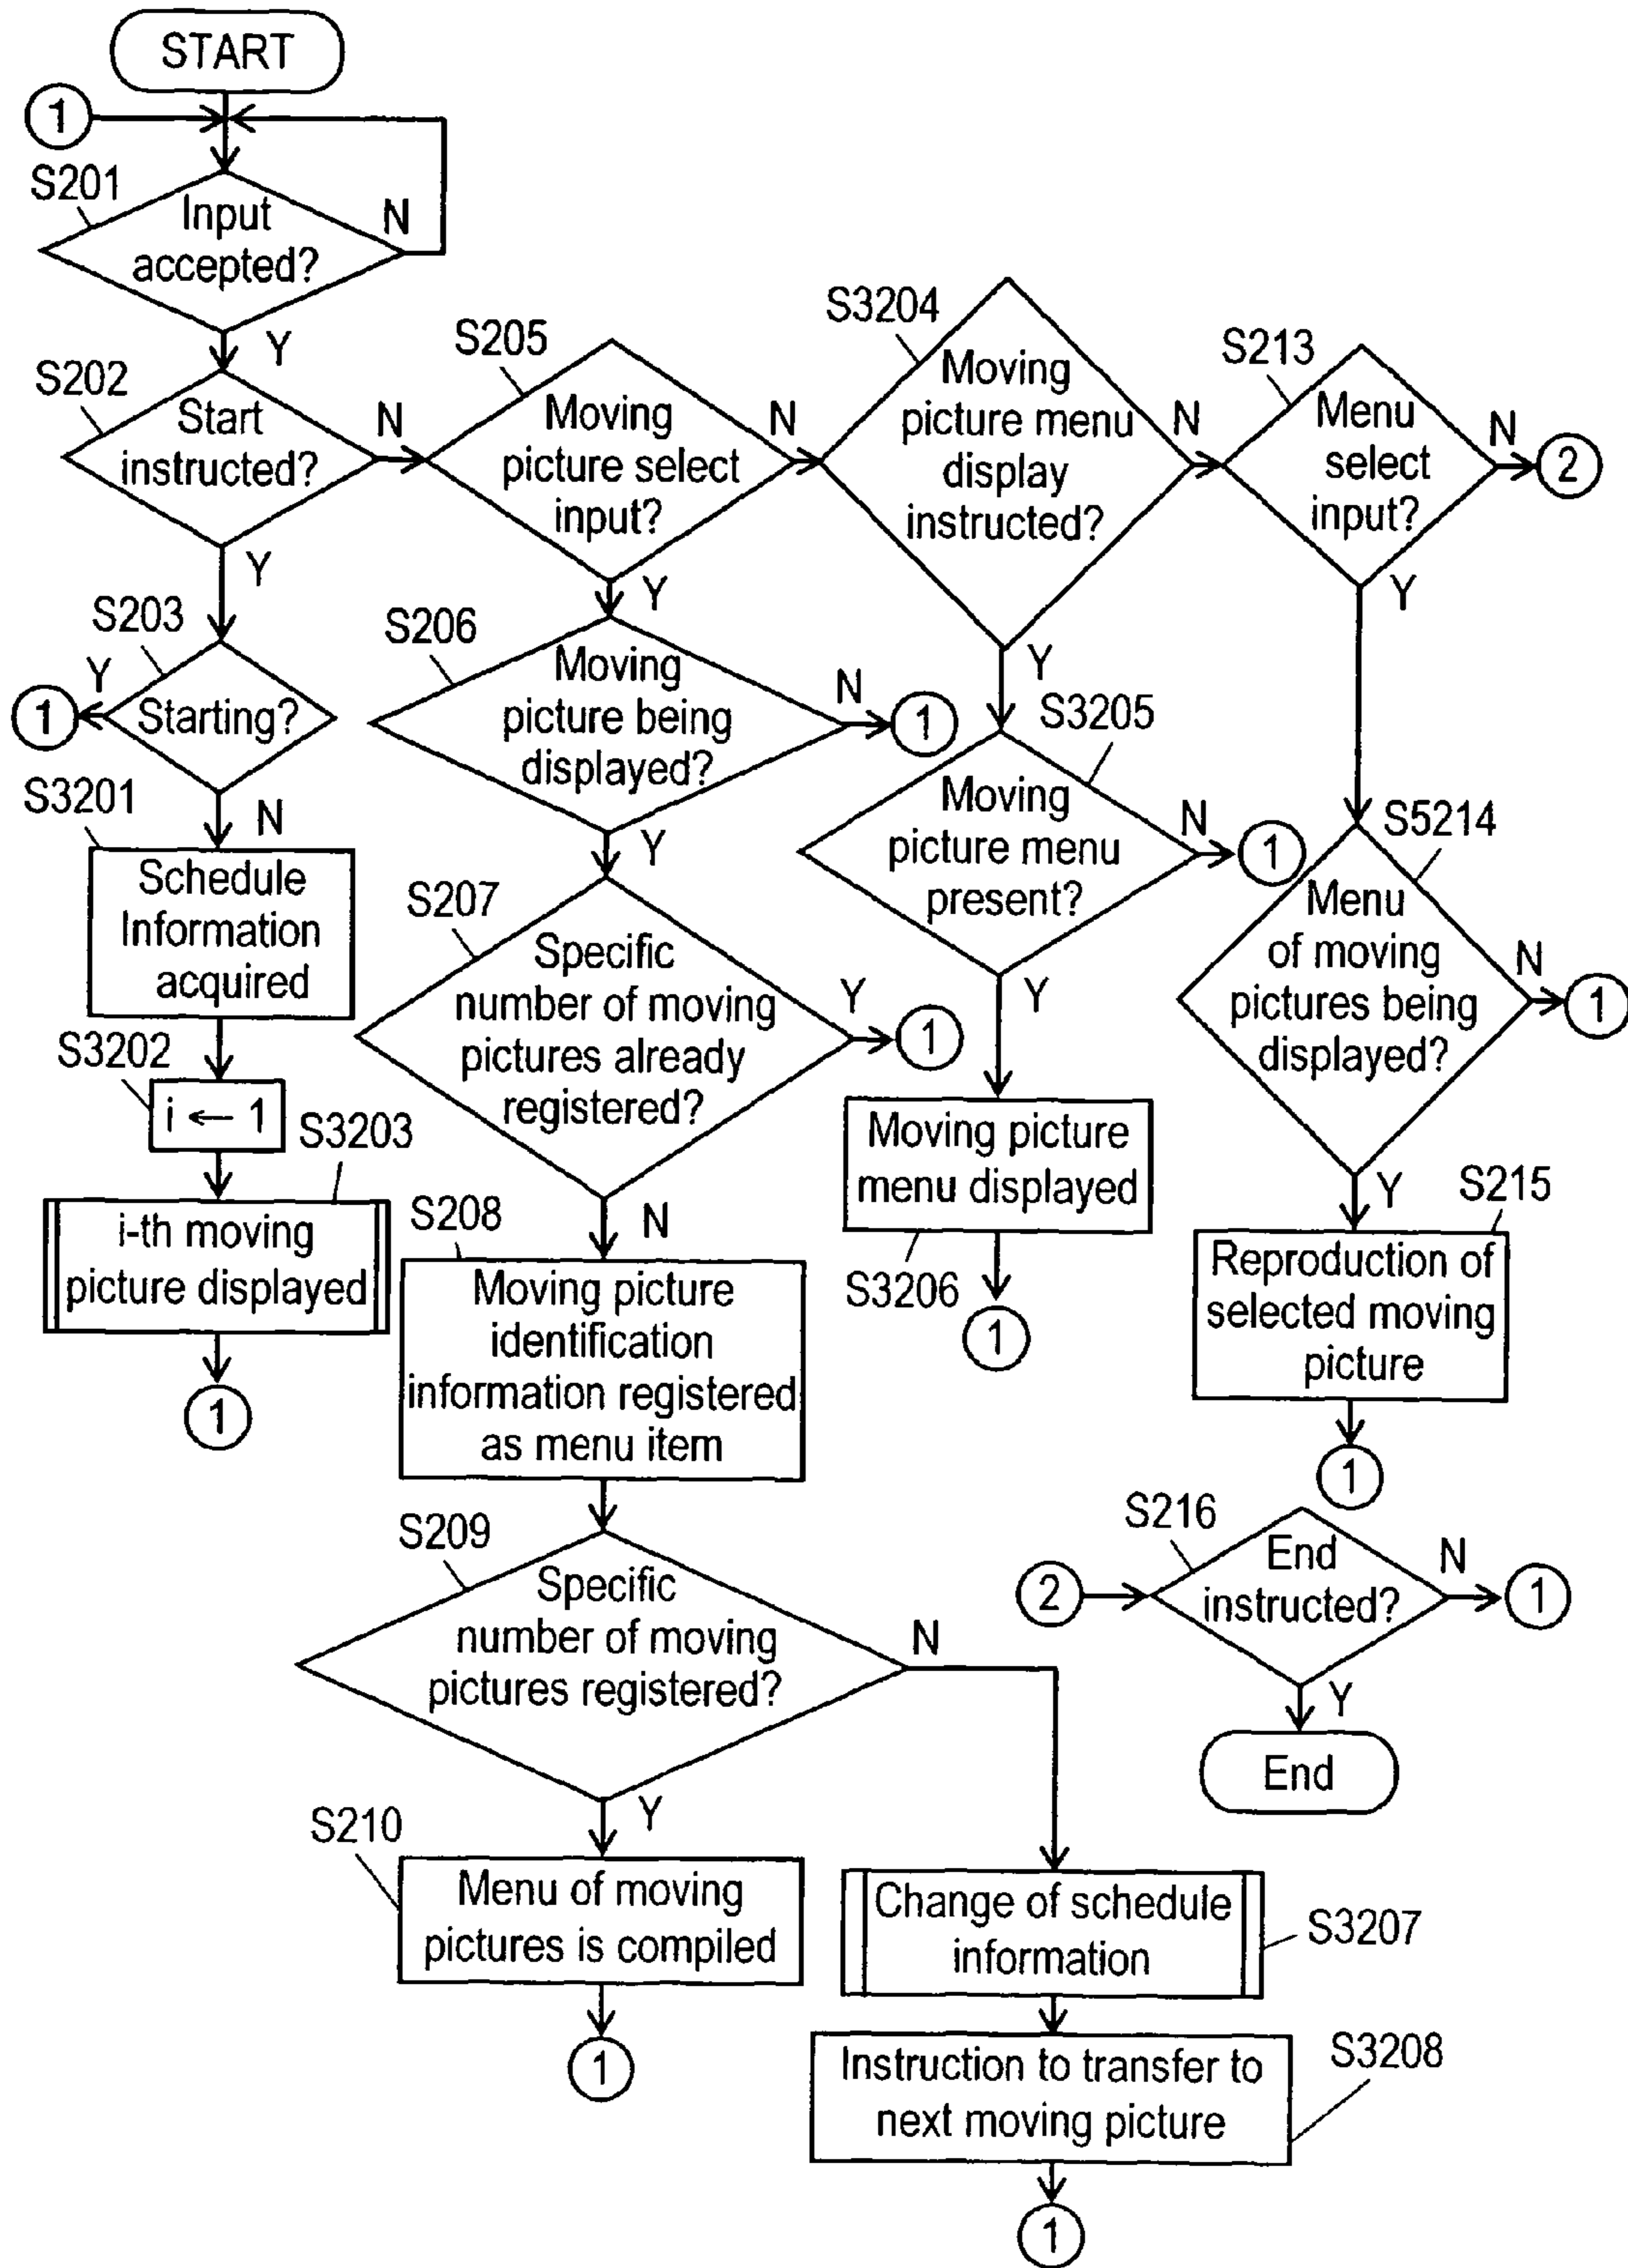 START
1
S201
Input
accepted?
N
Y
S202
Start
instructed?
N
Y
S203
Starting?
Y
1
N
S3201
Schedule
Information
acquired
S3202
i ← 1
S3203
i-th moving
picture displayed
1
S205
Moving
picture select
input?
N
Y
S206
Moving
picture being
displayed?
N
1
Y
S207
Specific
number of moving
pictures already
registered?
Y
1
N
S208
Moving picture
identification
information registered
as menu item
S209
Specific
number of moving
pictures registered?
N
Y
S210
Menu of moving
pictures is compiled
1
Change of schedule
information
S3207
Instruction to transfer to
next moving picture
S3208
1
S3204
Moving
picture menu
display
instructed?
N
Y
S3205
Moving
picture menu
present?
N
1
Y
Moving picture
menu displayed
S3206
1
S213
Menu
select
input?
N
2
Y
S5214
Menu
of moving
pictures being
displayed?
N
1
Y
S215
Reproduction of
selected moving
picture
1
2
S216
End
instructed?
N
1
Y
End